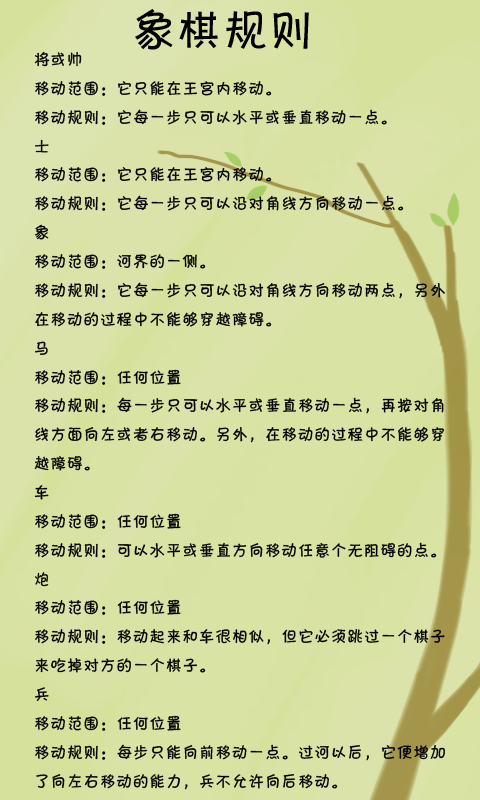 象棋规则
将或帅
移动范围：它只能在王宫内移动。
移动规则：它每一步只可以水平或垂直移动一点。
士
移动范围：它只能在王宫内移动。
移动规则：它每一步只可以沿对角线方向移动一点。
象
移动范围：河界的一侧。
移动规则：它每一步只可以沿对角线方向移动两点，另外
在移动的过程中不能够穿越障碍。
马
移动范围：任何位置
移动规则：每一步只可以水平或垂直移动一点，再按对角
线方面向左或者右移动。另外，在移动的过程中不能够穿
越障碍。
车
移动范围：任何位置
移动规则：可以水平或垂直方向移动任意个无阻碍的点。
炮
移动范围：任何位置
移动规则：移动起来和车很相似，但它必须跳过一个棋子
来吃掉对方的一个棋子。
兵
移动范围：任何位置
移动规则：每步只能向前移动一点。过河以后，它便增加
了向左右移动的能力，兵不允许向后移动。